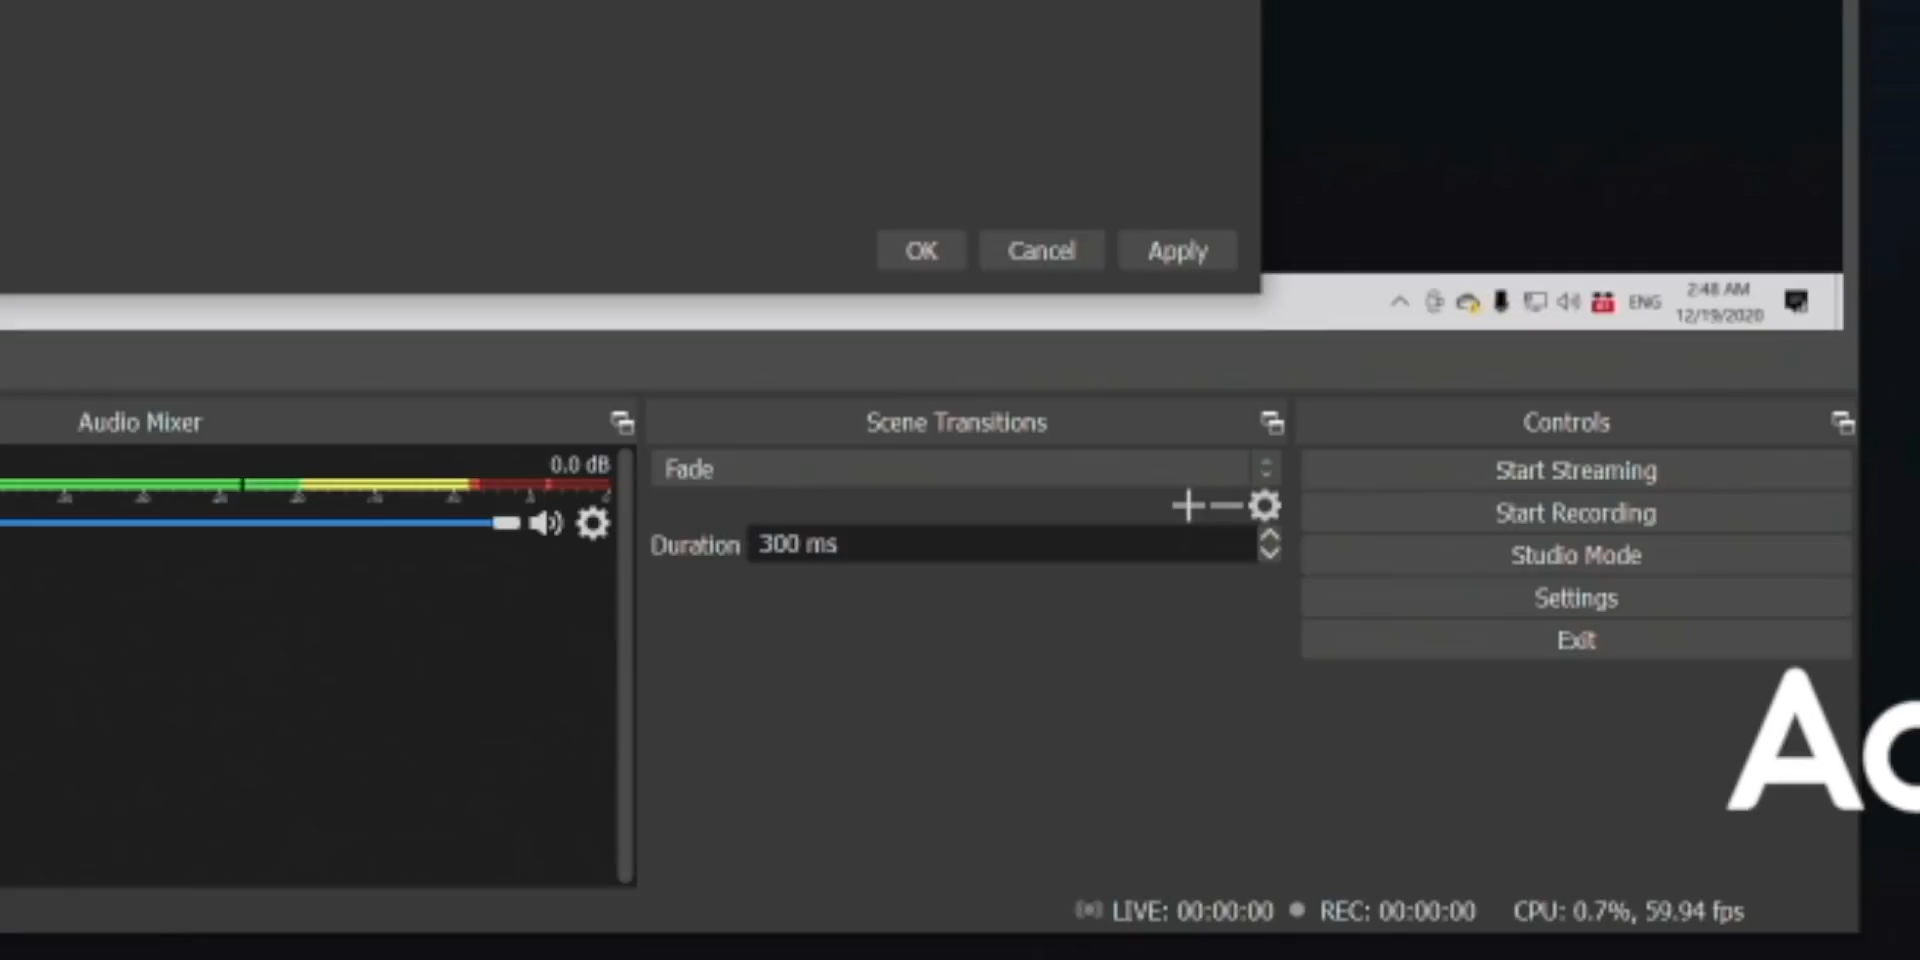 OK Cancel Apply
ENG
2:48 AM
12/19/2020
Audio Mixer
0.0 dB
Scene Transitions
Fade
Duration 300 ms
Controls
Start Streaming
Start Recording
Studio Mode
Settings
Exit
LIVE: 00:00:00 REC: 00:00:00 CPU: 0.7%, 59.94 fps